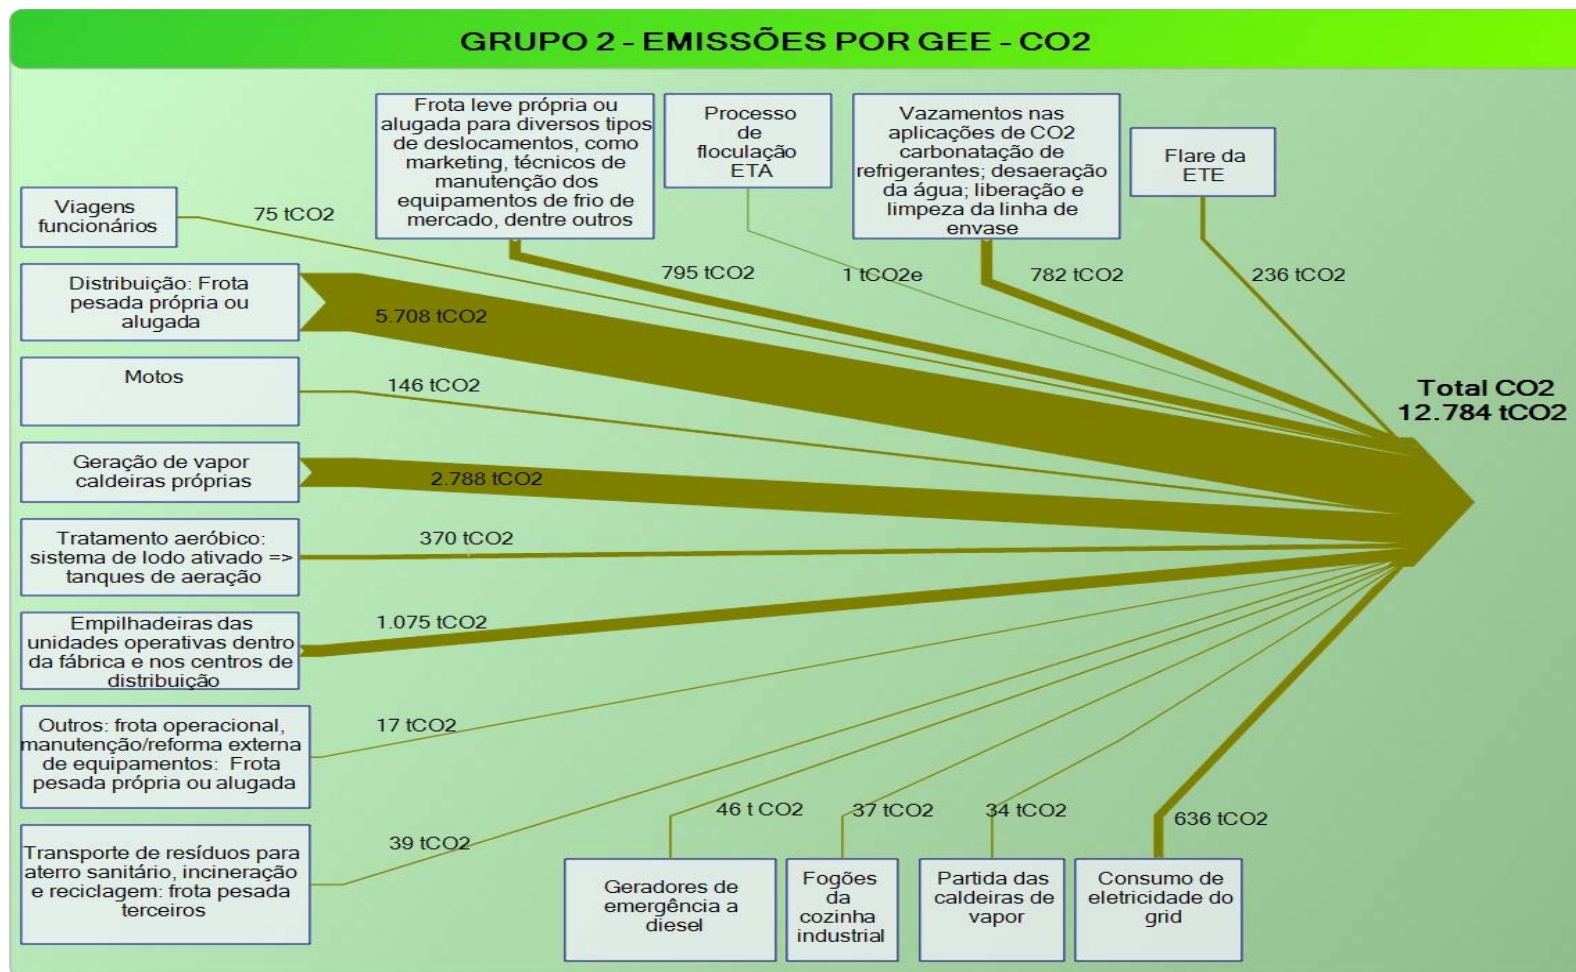 GRUPO 2 - EMISSÕES POR GEE - CO2
Frota leve própria ou
alugada para diversos tipos
de deslocamentos, como
marketing, técnicos de
manutenção dos
equipamentos de frio de
mercado, dentre outros
Processo
de
floculação
ETA
Vazamentos nas
aplicações de CO2
carbonatação de
refrigerantes; desaeração
da água; liberação e
limpeza da linha de
envase
Flare da
ETE
Viagens
funcionários
75 tCO2
795 tCO2
1 tCO2e
782 tCO2
236 tCO2
Distribuição: Frota
pesada própria ou
alugada
5.708 tCO2
Motos
146 tCO2
Total CO2
12.784 tCO2
Geração de vapor
caldeiras próprias
2.788 tCO2
Tratamento aeróbico:
sistema de lodo ativado =>
tanques de aeração
370 tCO2
Empilhadeiras das
unidades operativas dentro
da fábrica e nos centros de
distribuição
1.075 tCO2
Outros: frota operacional,
manutenção/reforma externa
de equipamentos:  Frota
pesada própria ou alugada
17 tCO2
Transporte de resíduos para
aterro sanitário, incineração
e reciclagem: frota pesada
terceiros
39 tCO2
46 t CO2
37 tCO2
34 tCO2
636 tCO2
Geradores de
emergência a
diesel
Fogões
da
cozinha
industrial
Partida das
caldeiras de
vapor
Consumo de
eletricidade do
grid